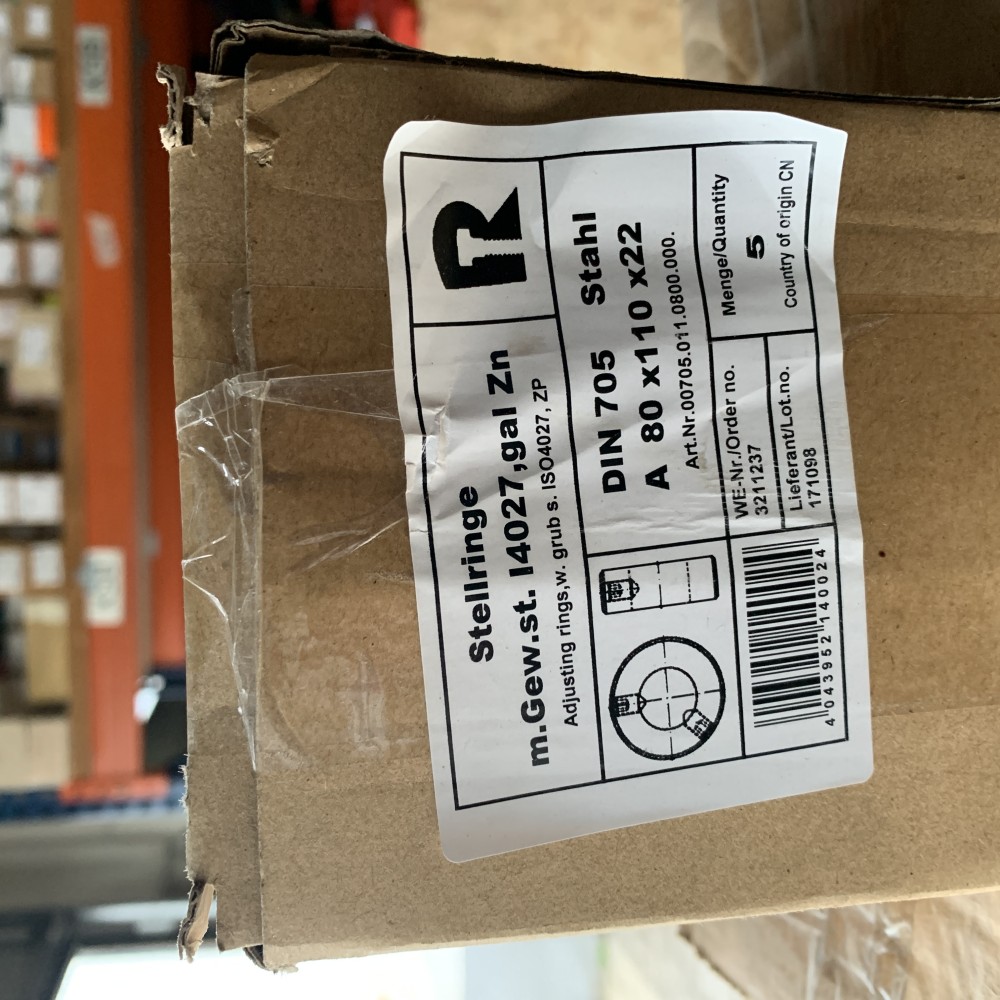 Stellringe
m.Gew.st. I4027,gal Zn
Adjusting rings,w. grub s. ISO4027, ZP
R
DIN 705 Stahl
A 80 x110 x22
Art.Nr.00705.011.0800.000.
WE-Nr./Order no.
3211237
Lieferant/Lot.no.
171098
Menge/Quantity
5
Country of origin CN
4 043952 140024